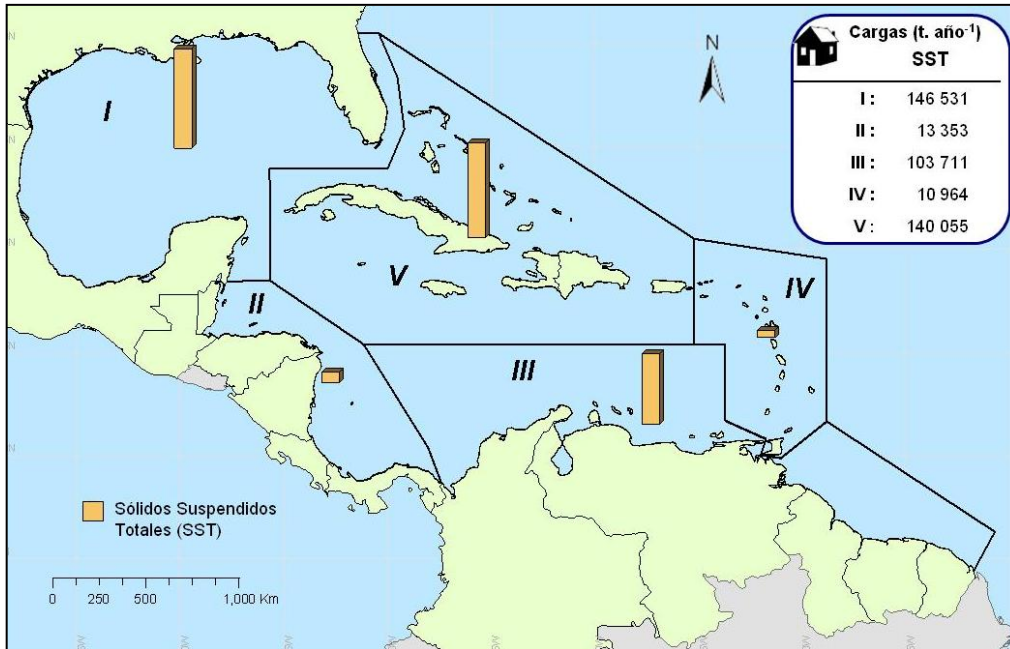 Cargas (t. año-1)
SST
I : 146 531
II : 13 353
III : 103 711
IV : 10 964
V : 140 055
N
I
II
III
IV
V
Sólidos Suspendidos
Totales (SST)
0 250 500 1,000 Km